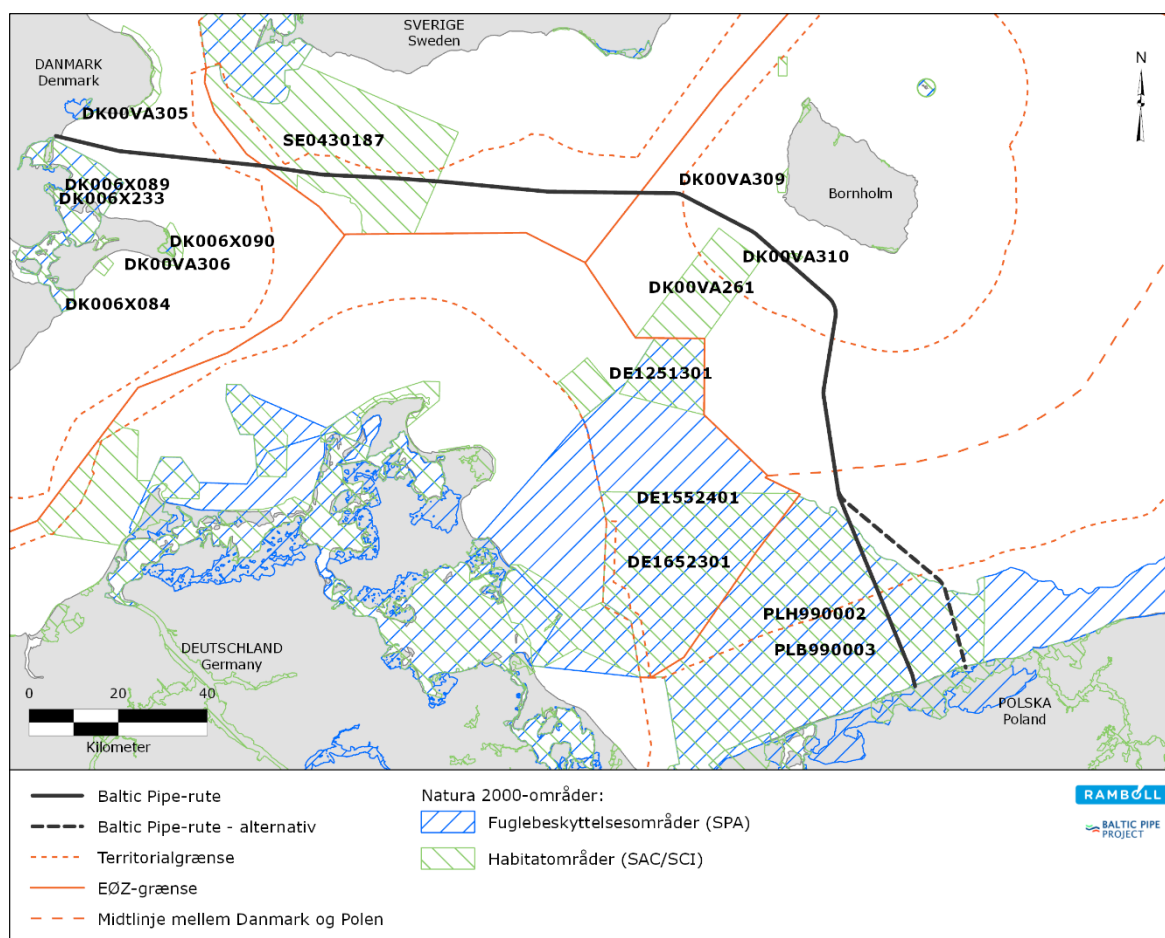 SVERIGE
Sweden
DANMARK
Denmark
N
DK00VA305
SE0430187
DK006X089
DK006X233
DK00VA309
Bornholm
DK006X090
DK00VA306
DK00VA310
DK00VA261
DK006X084
DE1251301
DE1552401
DE1652301
PLH990002
PLB990003
DEUTSCHLAND
Germany
0 20 40
Kilometer
POLSKA
Poland
Baltic Pipe-rute
Baltic Pipe-rute - alternativ
Territorialgrænse
EØZ-grænse
Midtlinje mellem Danmark og Polen
Natura 2000-områder:
Fuglebeskyttelsesområder (SPA)
Habitatområder (SAC/SCI)
RAMBOLL
BALTIC PIPE
PROJECT